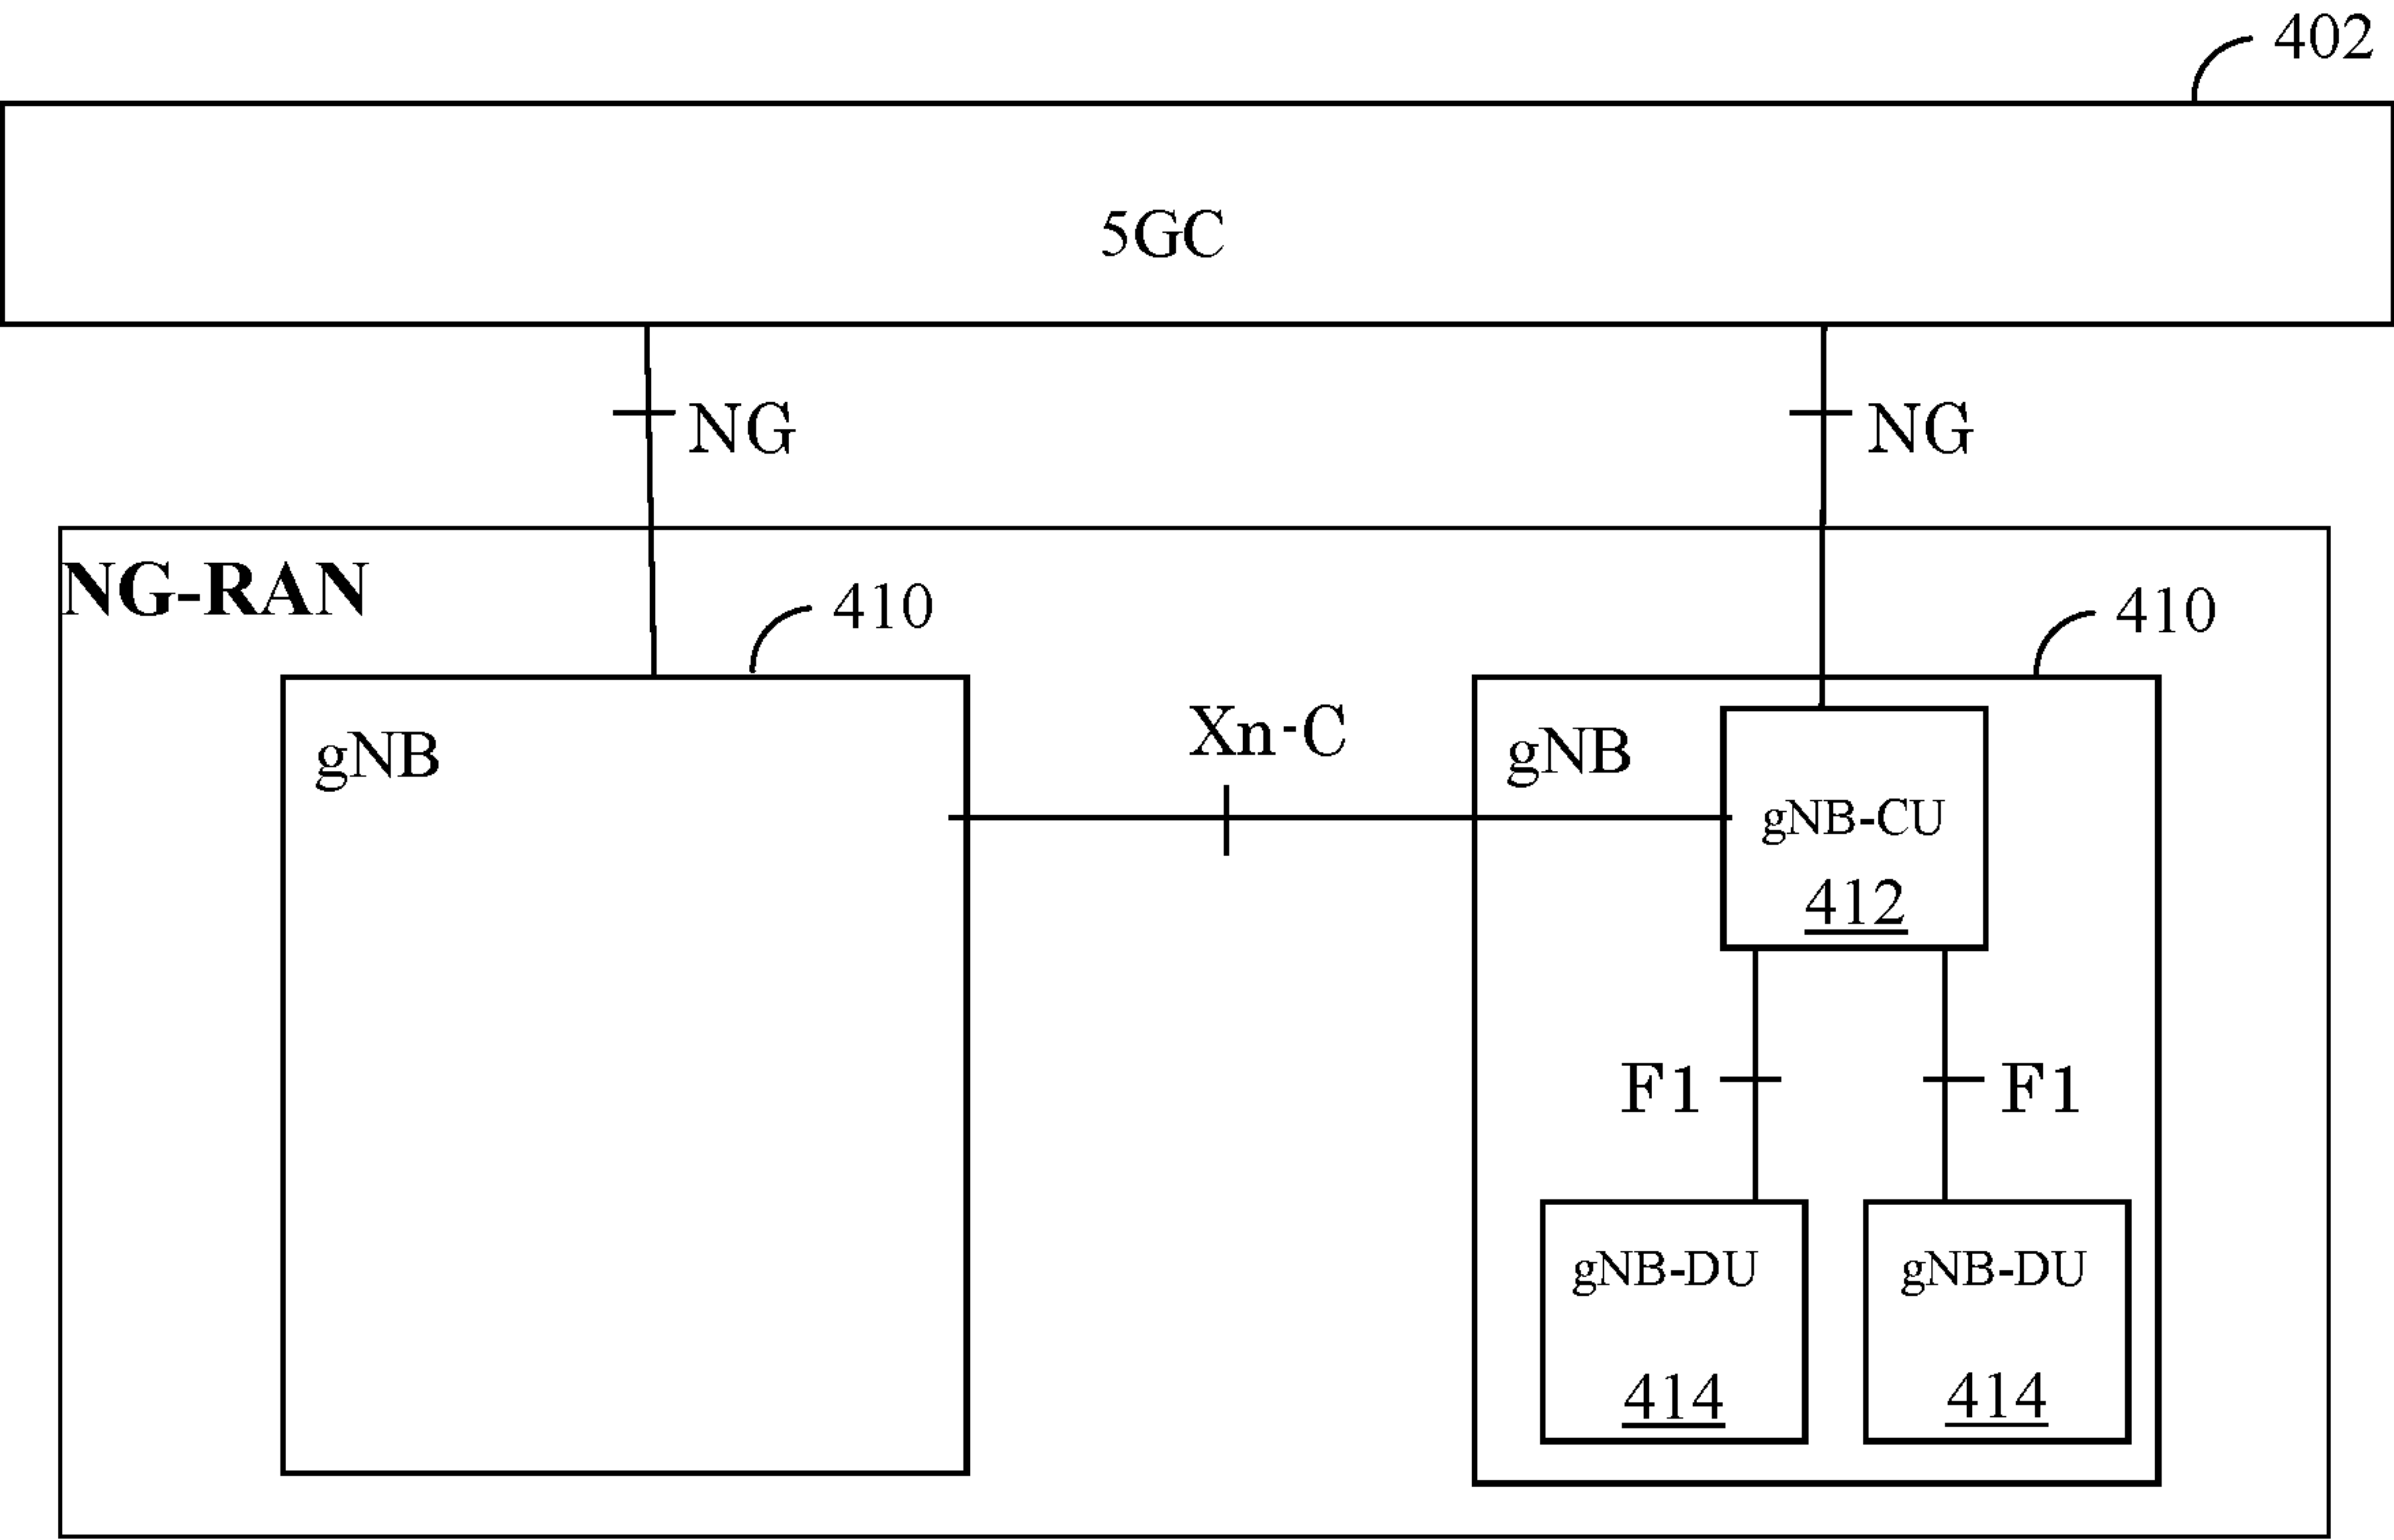 402
5GC
NG
NG
NG-RAN
410
410
gNB
Xn-C
gNB
gNB-CU
412
F1
F1
gNB-DU
gNB-DU
414
414